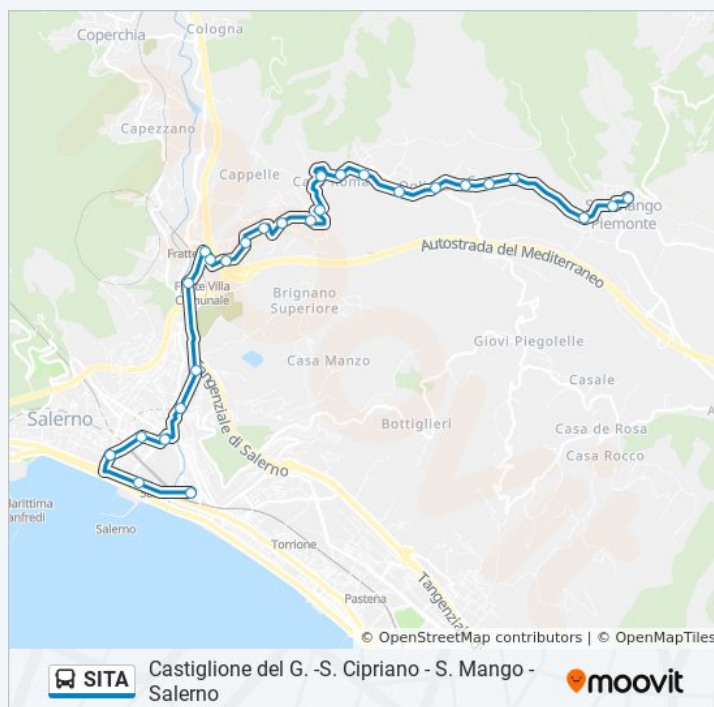 Coperchia
Cologna
Capezzano
Cappelle
Mango
Piemonte
Autostrada del Mediterraneo
Fratte
Fratte Villa
Comunale
Brignano
Superiore
Giovi Piegolelle
Casa Manzo
Casale
Tangenziale di Salerno
Salerno
Bottiglieri
Casa de Rosa
Casa Rocco
Salerno
Torrione
Pastena
© OpenStreetMap contributors | © OpenMapTiles
SITA
Castiglione del G. -S. Cipriano - S. Mango -
Salerno
moovit